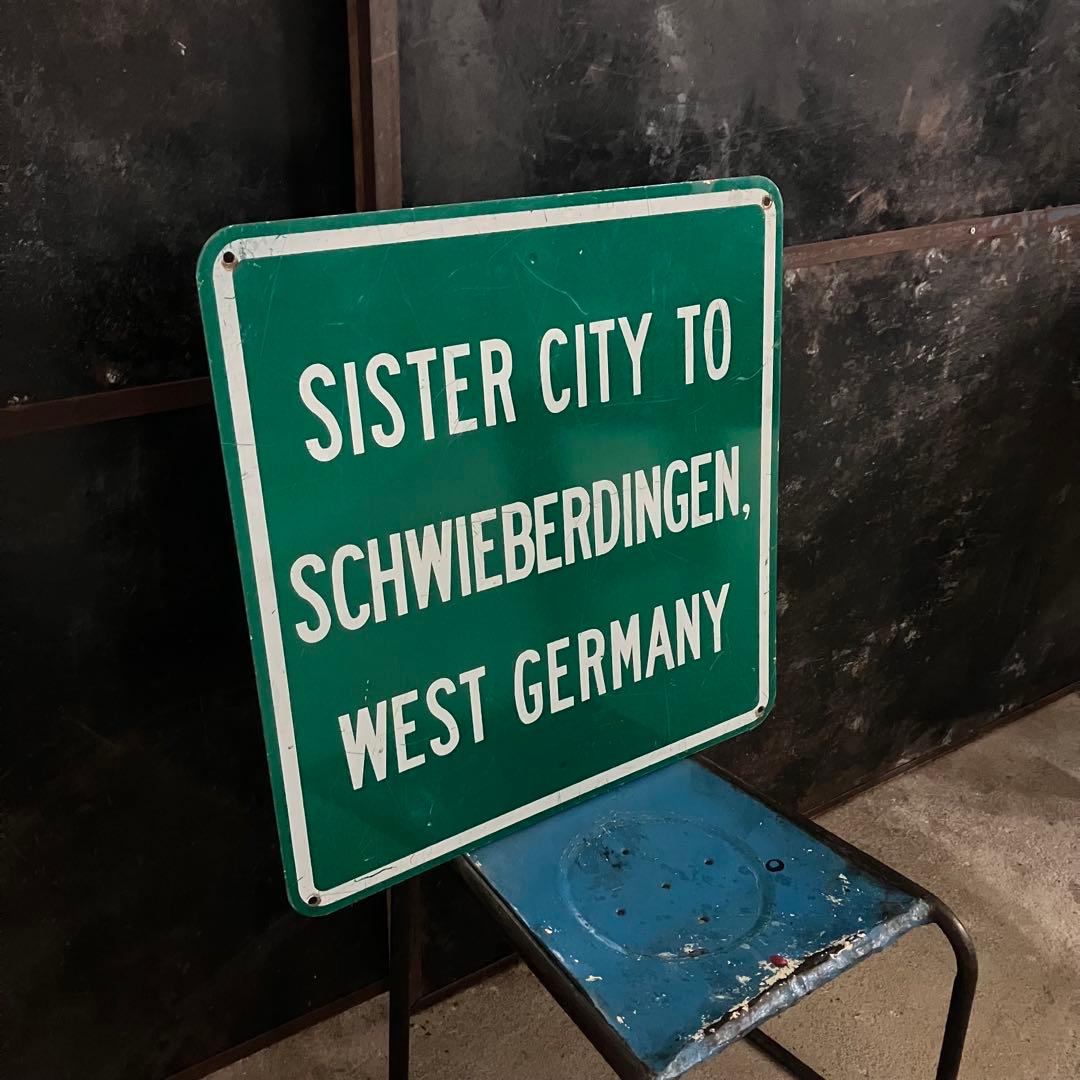 SISTER CITY TO
SCHWIEBERDINGEN,
WEST GERMANY